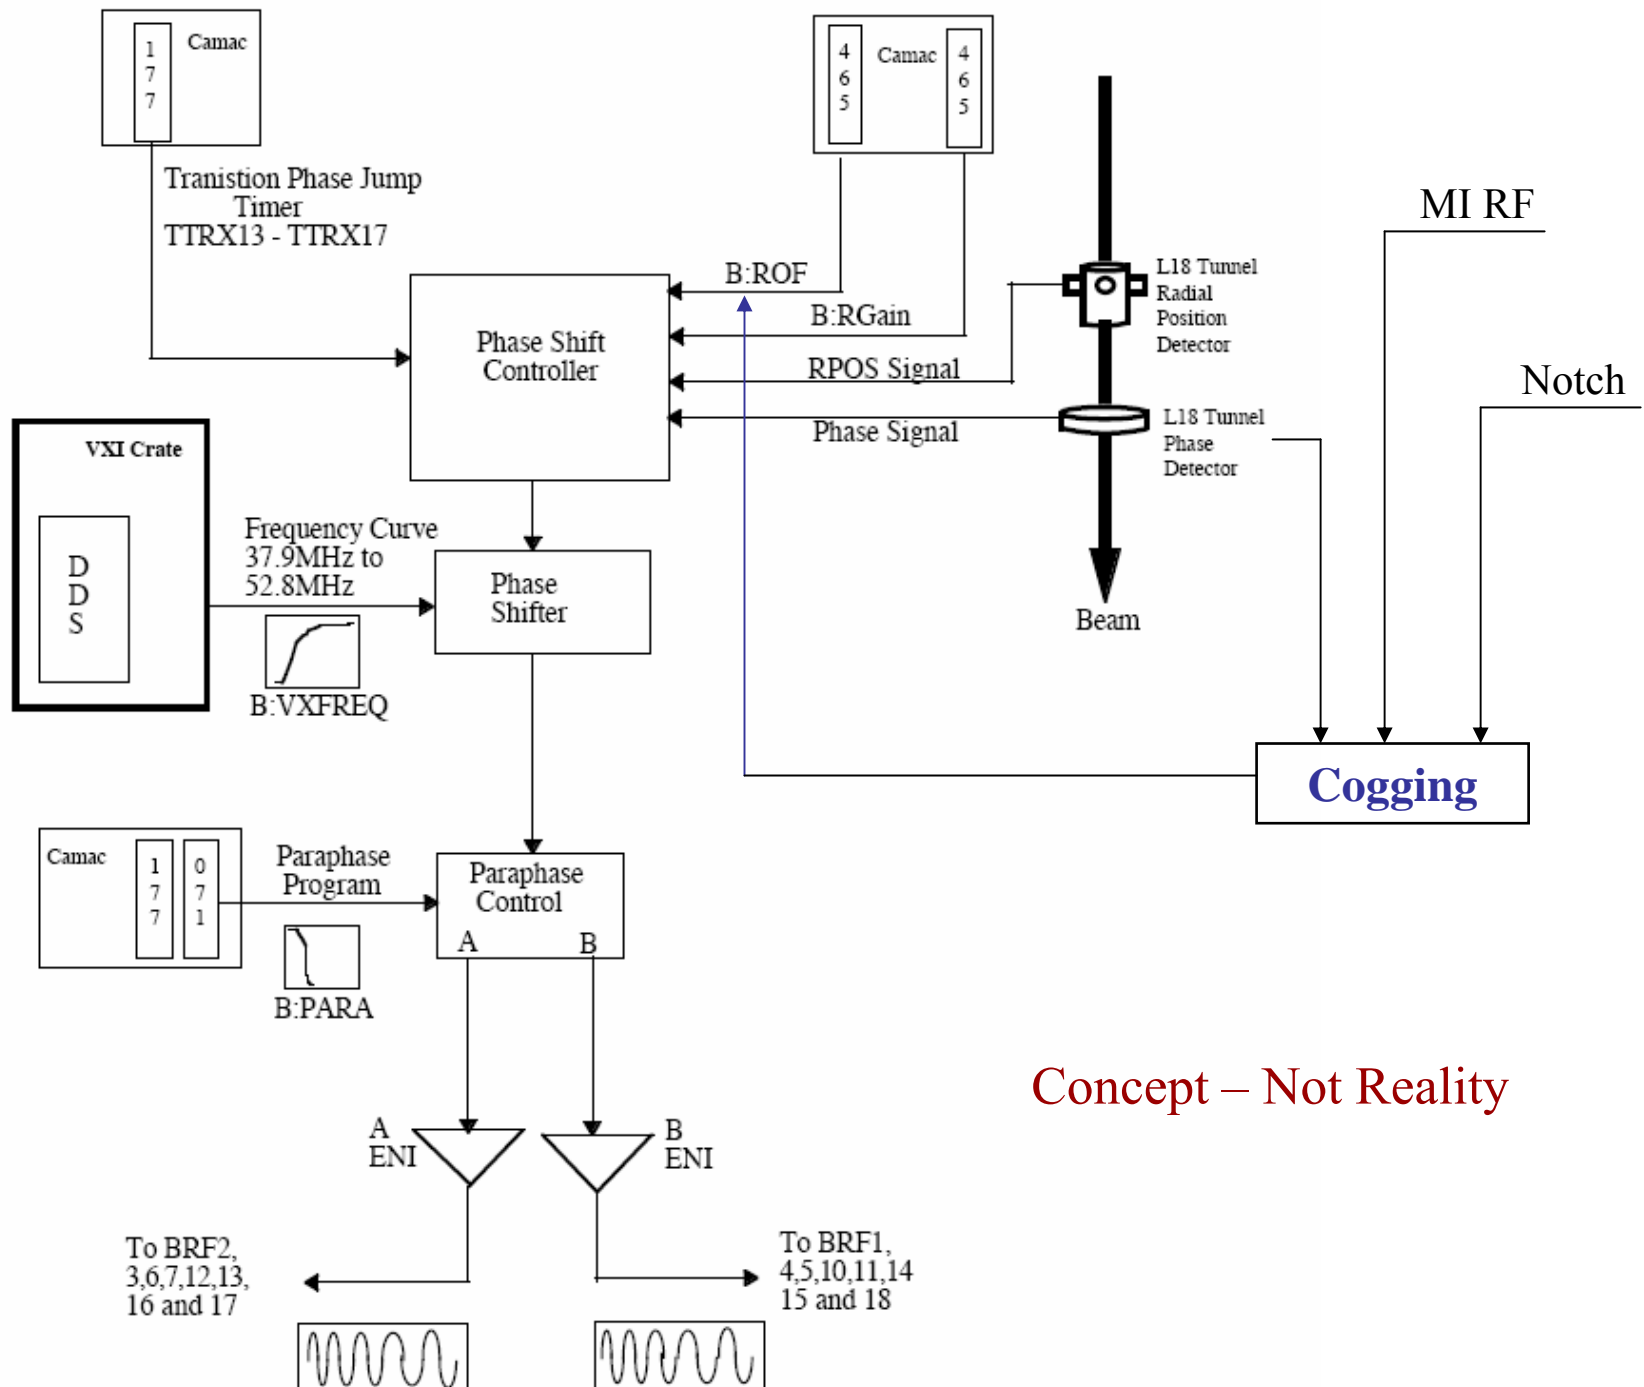 1
7
7
Camac
4
6
5
Camac
4
6
5
Tranistion Phase Jump
Timer
TTRX13 - TTRX17
MI RF
B:ROF
L18 Tunnel
Radial
Position
Detector
B:RGain
Phase Shift
Controller
RPOS Signal
Notch
Phase Signal
L18 Tunnel
Phase
Detector
VXI Crate
D
D
S
Frequency Curve
37.9MHz to
52.8MHz
Phase
Shifter
Beam
B:VXFREQ
Cogging
Camac
1
7
7
0
7
1
Paraphase
Program
Paraphase
Control
A
B
B:PARA
Concept – Not Reality
A
ENI
B
ENI
To BRF2,
3,6,7,12,13,
16 and 17
To BRF1,
4,5,10,11,14
15 and 18